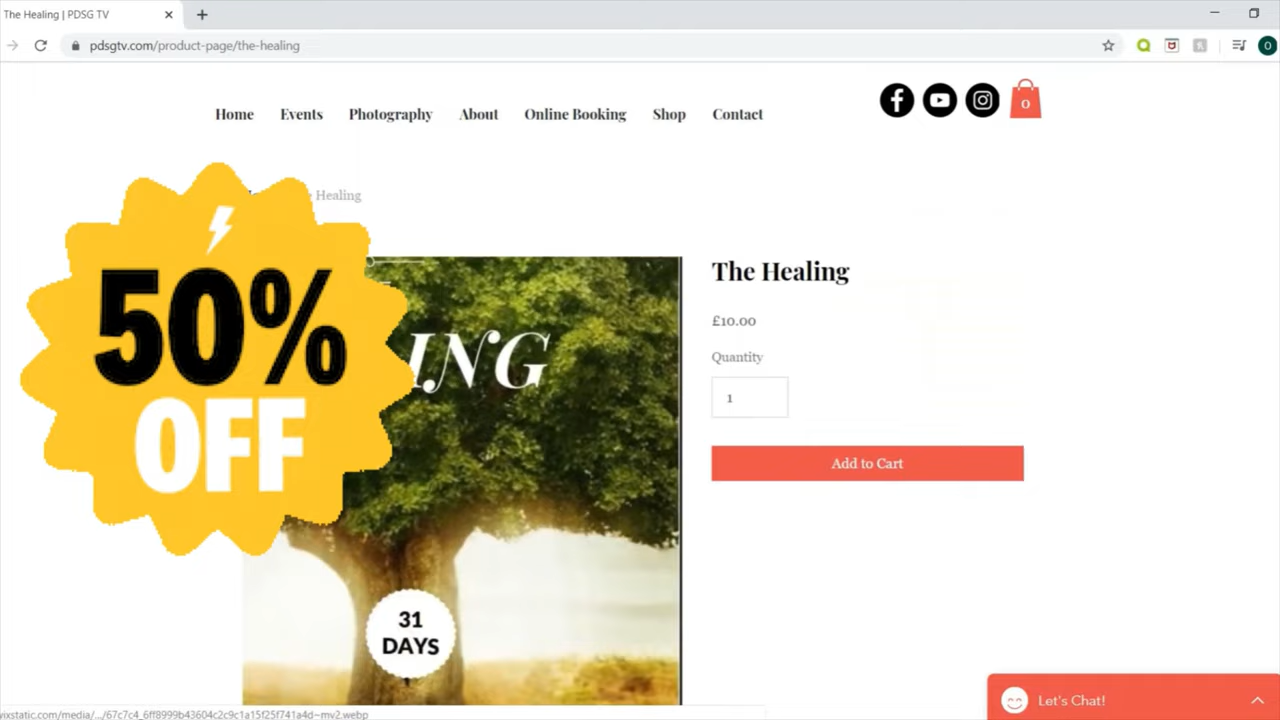 The Healing | PDSG TV
pdsgtv.com/product-page/the-healing
O
Home Events Photography About Online Booking Shop Contact
0
Healing
50%
OFF
ING
31
DAYS
The Healing
£10.00
Quantity
1
Add to Cart
Let's Chat!